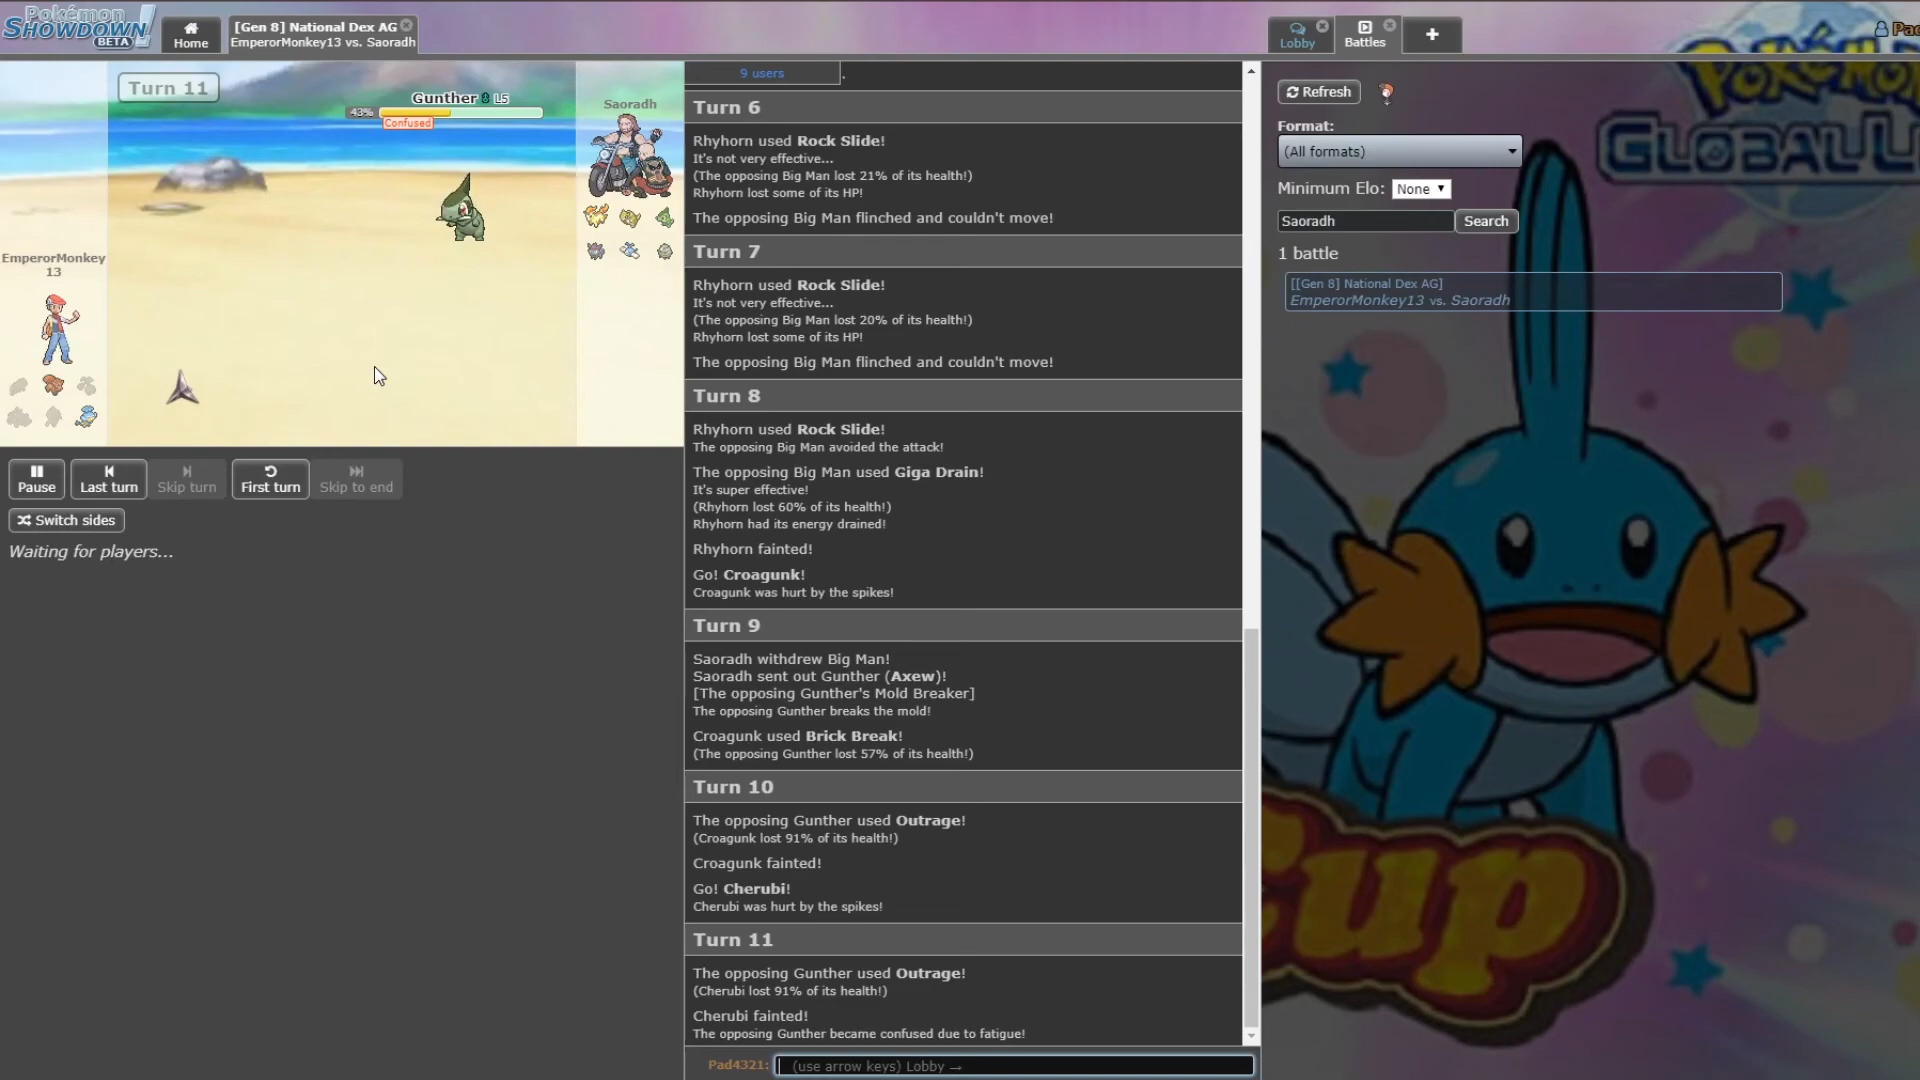 Pokémon
SHOWDOWN!
BETA
Home
[Gen 8] National Dex AG
EmperorMonkey13 vs. Saoradh
Lobby
Battles
Turn 11
Gunther L5
43%
Confused
Saoradh
EmperorMonkey
13
Pause
Last turn
Skip turn
First turn
Skip to end
Switch sides
Waiting for players...
9 users
.
Turn 6
Rhyhorn used Rock Slide!
It's not very effective...
(The opposing Big Man lost 21% of its health!)
Rhyhorn lost some of its HP!
The opposing Big Man flinched and couldn't move!
Turn 7
Rhyhorn used Rock Slide!
It's not very effective...
(The opposing Big Man lost 20% of its health!)
Rhyhorn lost some of its HP!
The opposing Big Man flinched and couldn't move!
Turn 8
Rhyhorn used Rock Slide!
The opposing Big Man avoided the attack!
The opposing Big Man used Giga Drain!
It's super effective!
(Rhyhorn lost 60% of its health!)
Rhyhorn had its energy drained!
Rhyhorn fainted!
Go! Croagunk!
Croagunk was hurt by the spikes!
Turn 9
Saoradh withdrew Big Man!
Saoradh sent out Gunther (Axew)!
[The opposing Gunther's Mold Breaker]
The opposing Gunther breaks the mold!
Croagunk used Brick Break!
(The opposing Gunther lost 57% of its health!)
Turn 10
The opposing Gunther used Outrage!
(Croagunk lost 91% of its health!)
Croagunk fainted!
Go! Cherubi!
Cherubi was hurt by the spikes!
Turn 11
The opposing Gunther used Outrage!
(Cherubi lost 91% of its health!)
Cherubi fainted!
The opposing Gunther became confused due to fatigue!
Pad4321: (use arrow keys) Lobby →
Refresh
Format:
(All formats)
Minimum Elo: None
Saoradh
Search
1 battle
[[Gen 8] National Dex AG]
EmperorMonkey13 vs. Saoradh